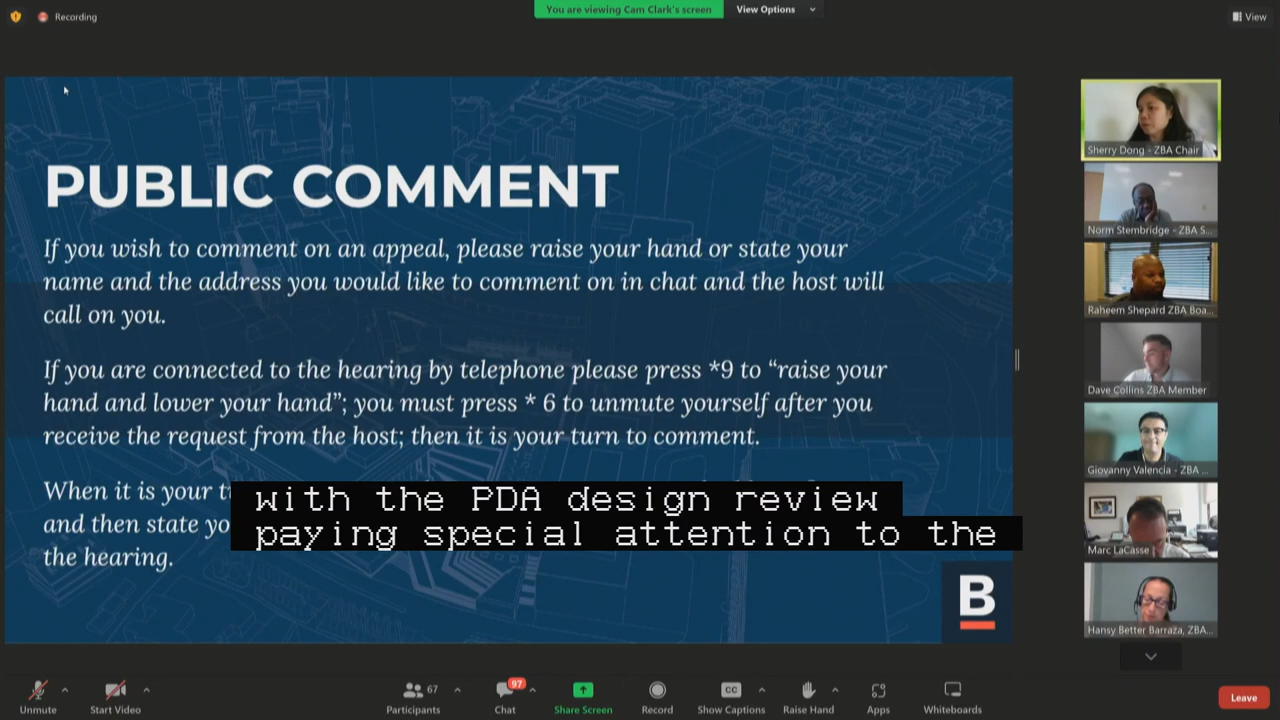 Recording
You are viewing Cam Clark's screen
View Options
View
PUBLIC COMMENT
If you wish to comment on an appeal, please raise your hand or state your
name and the address you would like to comment on in chat and the host will
call on you.
If you are connected to the hearing by telephone please press *9 to “raise your
hand and lower your hand”; you must press * 6 to unmute yourself after you
receive the request from the host; then it is your turn to comment.
When it is your
and then state
the hearing.
with the PDA design review
paying special attention to the
B
Sherry Dong - ZBA Chair
Norm Stembridge - ZBA S...
Raheem Shepard ZBA Boa...
Dave Collins ZBA Member
Giovanny Valencia - ZBA ...
Marc LaCasse
Hansy Better Barraza, ZBA...
Unmute
Start Video
67
Participants
97
Chat
Share Screen
Record
CC
Show Captions
Raise Hand
Apps
Whiteboards
Leave